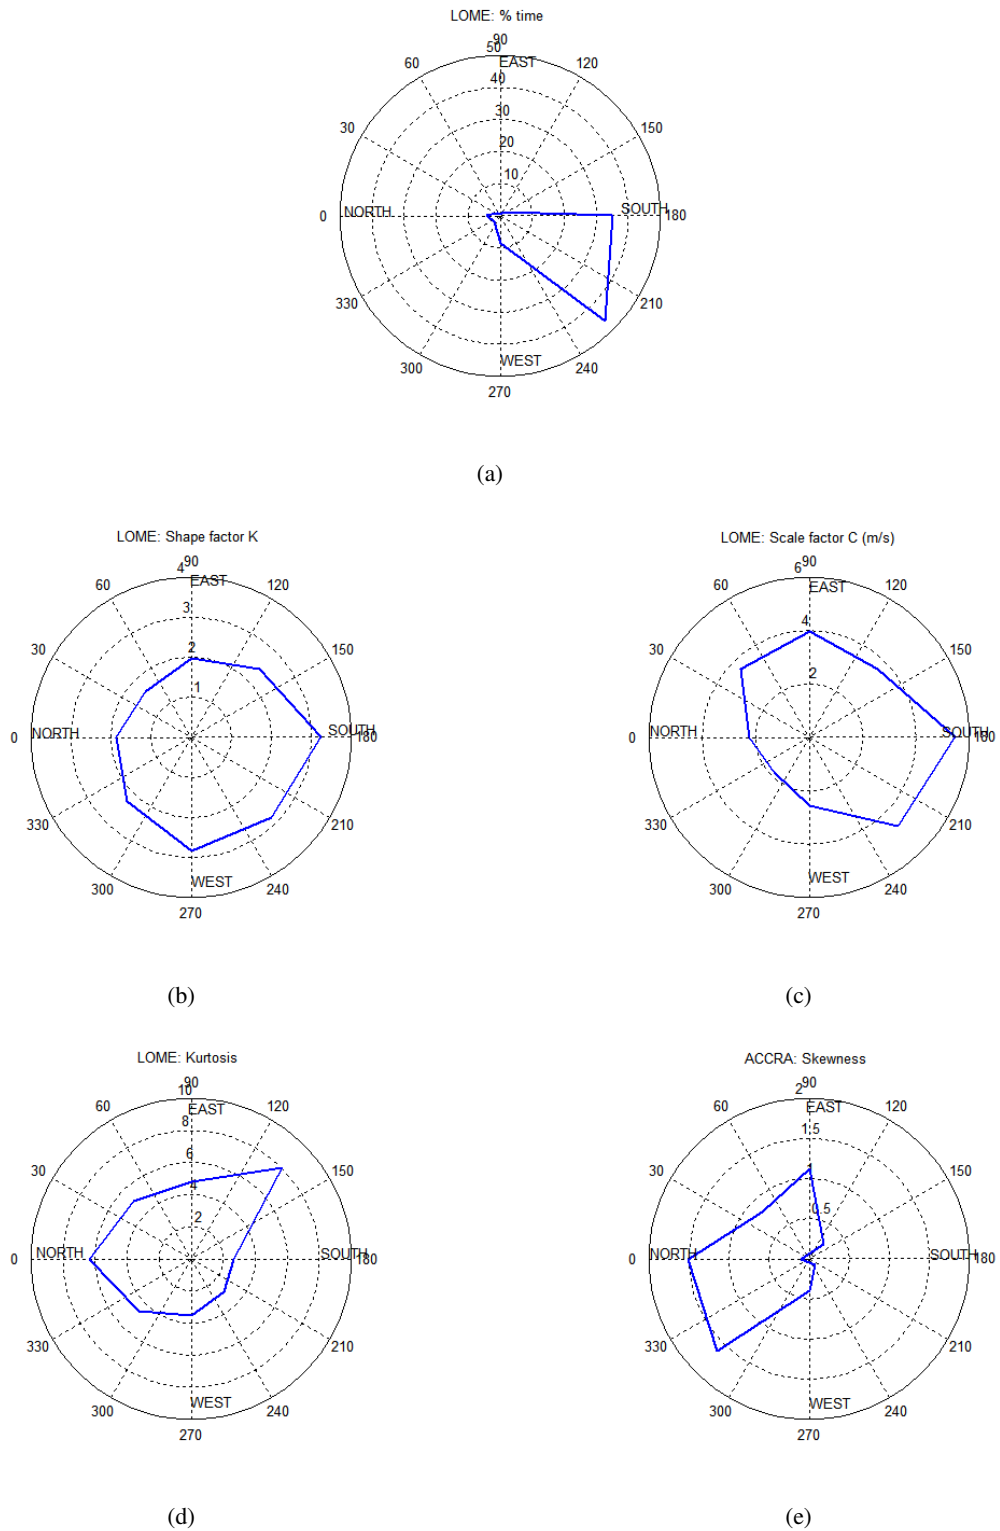 LOME: % time
90
50
EAST
60
120
40
30
30
150
20
10
0
NORTH
SOUTH
180
330
210
WEST
300
240
270
(a)
LOME: Shape factor K
90
4
EAST
60
120
3
30
2
150
1
0
NORTH
SOUTH
180
330
210
WEST
300
240
270
(b)
LOME: Scale factor C (m/s)
90
6
EAST
60
120
4
30
150
2
0
NORTH
SOUTH
180
330
210
WEST
300
240
270
(c)
LOME: Kurtosis
90
10
EAST
60
120
8
6
30
150
4
2
0
NORTH
SOUTH
180
330
210
WEST
300
240
270
(d)
ACCRA: Skewness
90
2
EAST
60
120
1.5
30
1
150
0.5
0
NORTH
SOUTH
180
330
210
WEST
300
240
270
(e)